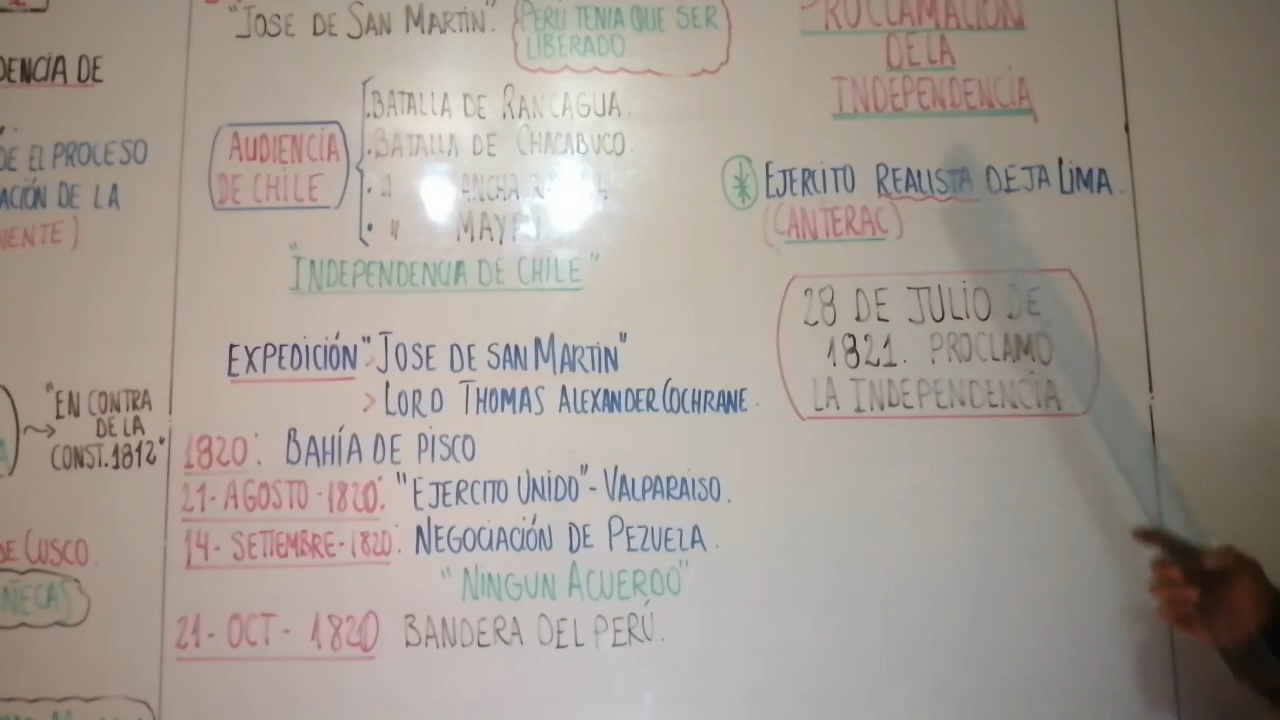 DENCIA DE
DE EL PROCESO
ACIÓN DE LA
MENTE)
"EN CONTRA
DE LA
CONST.1812"
DE CUSCO
ÑECAS
"JOSE DE SAN MARTIN".
PERU TENIA QUE SER
LIBERADO
AUDIENCIA
DE CHILE
.BATALLA DE RANCAGUA.
.BATALLA DE CHACABUCO.
. " ANCHA
. " MAYP
"INDEPENDENCIA DE CHILE"
EXPEDICIÓN "JOSE DE SAN MARTIN"
> LORD THOMAS ALEXANDER COCHRANE.
1820: BAHÍA DE PISCO
21-AGOSTO-1820: "EJERCITO UNIDO"-VALPARAISO.
14-SETIEMBRE-1820: NEGOCIACIÓN DE PEZUELA.
"NINGUN ACUERDO"
21-OCT-1820 BANDERA DEL PERÚ.
PROCLAMACION
DE LA
INDEPENDENCIA
* EJERCITO REALISTA DEJA LIMA.
(CANTERAC)
28 DE JULIO DE
1821. PROCLAMO
LA INDEPENDENCIA